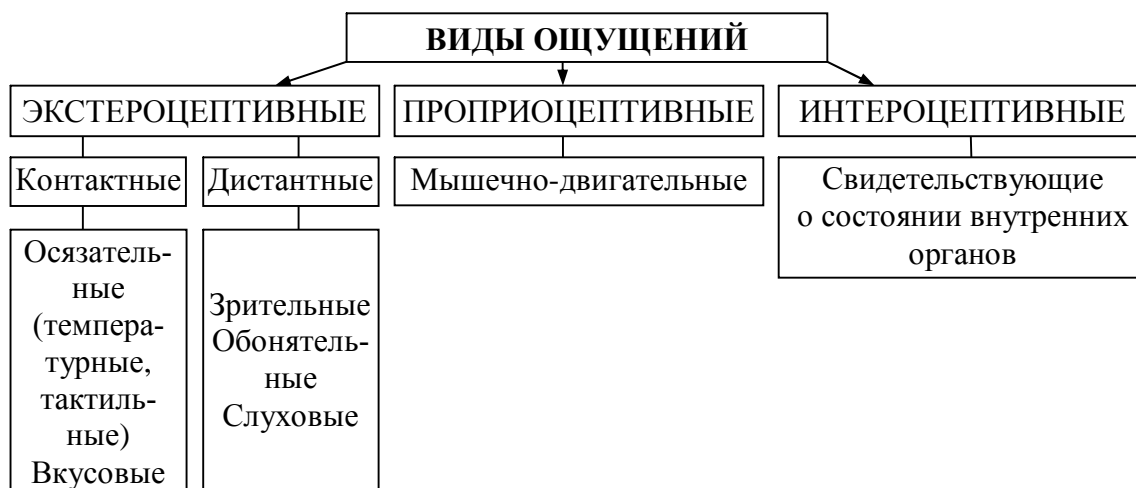 ВИДЫ ОЩУЩЕНИЙ
ЭКСТЕРОЦЕПТИВНЫЕ
ПРОПРИОЦЕПТИВНЫЕ
ИНТЕРОЦЕПТИВНЫЕ
Контактные
Дистантные
Мышечно-двигательные
Свидетельствующие
о состоянии внутренних
органов
Осязатель-
ные
(темпера-
турные,
тактиль-
ные)
Вкусовые
Зрительные
Обонятель-
ные
Слуховые